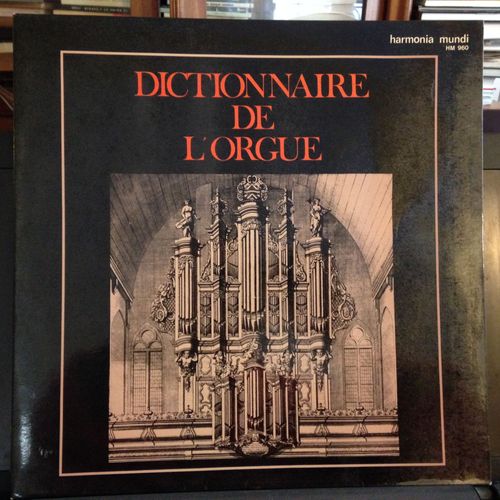 harmonia mundi
HM 960
DICTIONNAIRE
DE
L'ORGUE